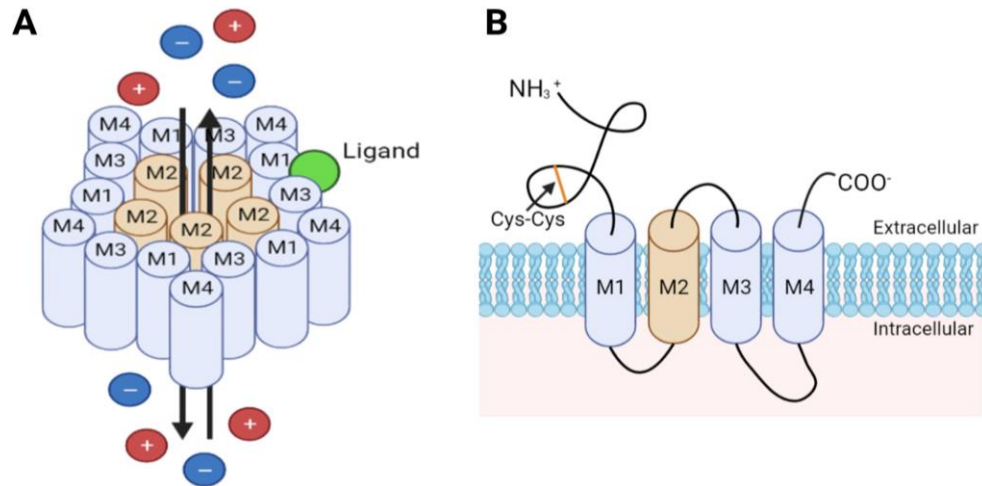 A
+
−
+
−
M4
M1
M3
M4
M3
M2
M2
M1
Ligand
M1
M3
M4
M2
M2
M4
M2
M3
M1
M3
M1
M4
−
+
+
−
B
NH₃⁺
Cys-Cys
COO⁻
Extracellular
M1
M2
M3
M4
Intracellular